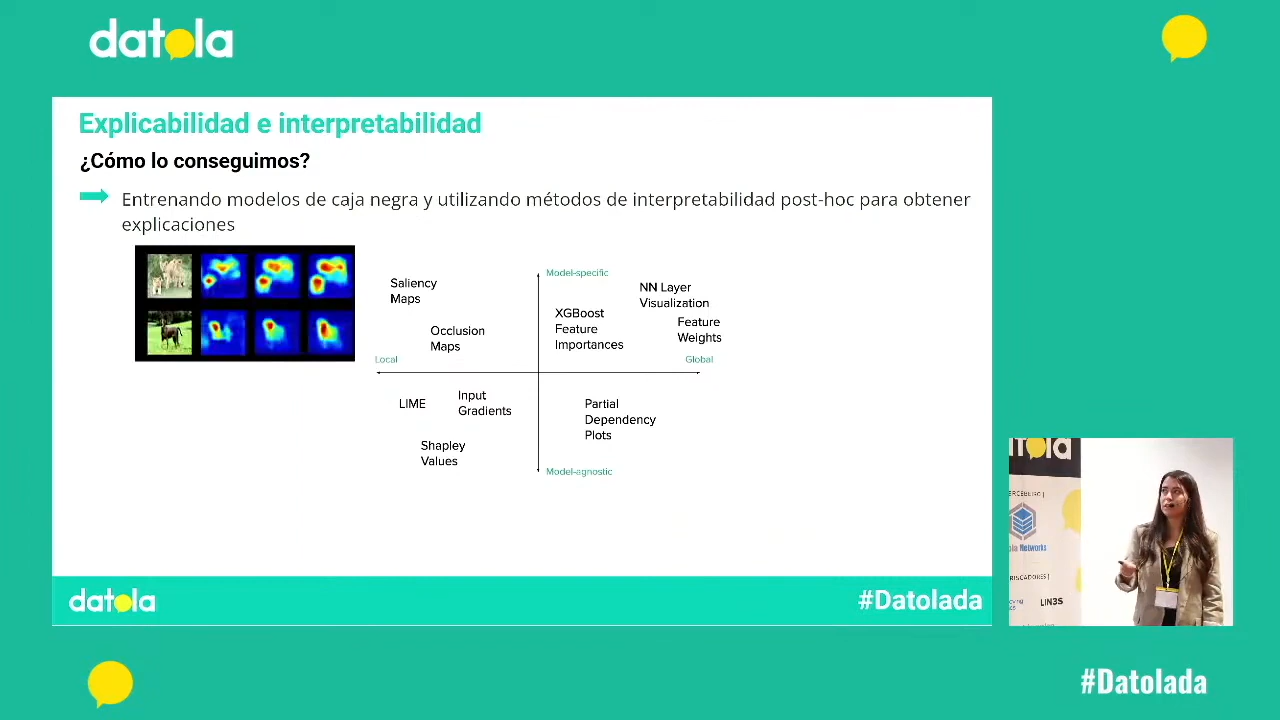 datola
Explicabilidad e interpretabilidad
¿Cómo lo conseguimos?
Entrenando modelos de caja negra y utilizando métodos de interpretabilidad post-hoc para obtener
explicaciones
Model-specific
Saliency
Maps
NN Layer
Visualization
XGBoost
Feature
Importances
Feature
Weights
Occlusion
Maps
Local
Global
LIME
Input
Gradients
Partial
Dependency
Plots
Shapley
Values
Model-agnostic
datola
#Datolada
Networks
LIN3S
#Datolada